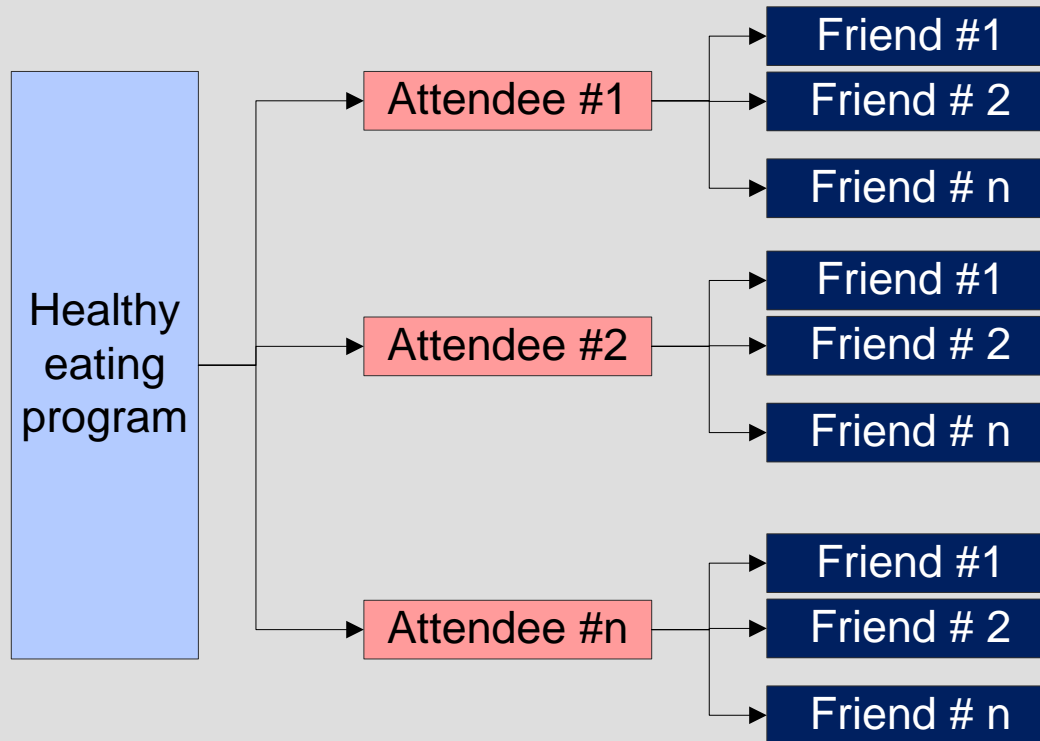 Healthy
eating
program
Attendee #1
Friend #1
Friend # 2
Friend # n
Attendee #2
Friend #1
Friend # 2
Friend # n
Attendee #n
Friend #1
Friend # 2
Friend # n